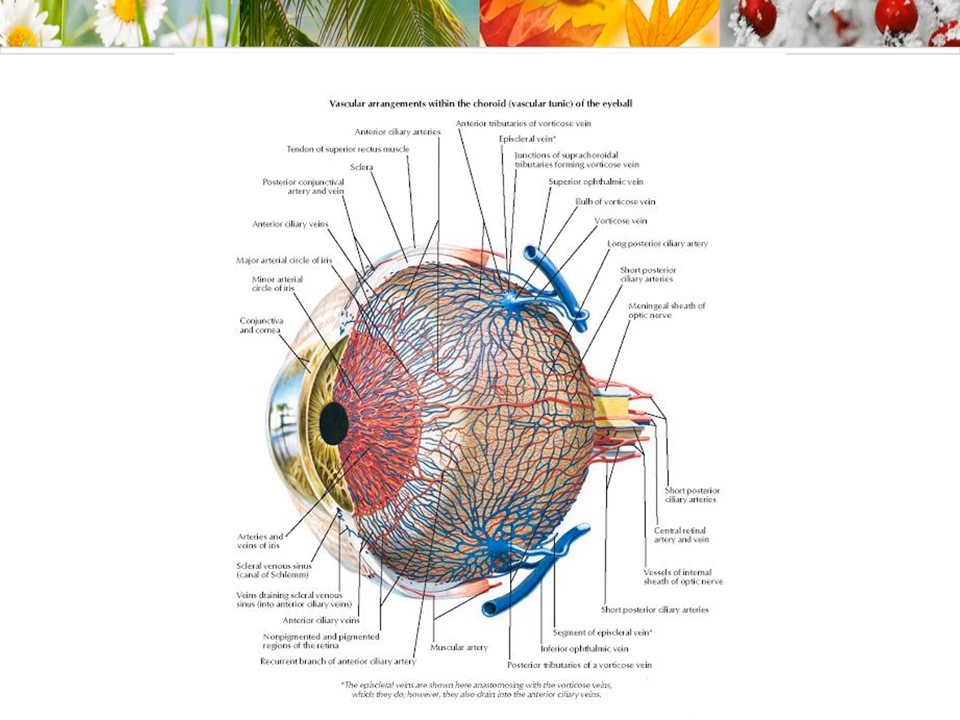 Vascular arrangements within the choroid (vascular tunic) of the eyeball
Anterior tributaries of vorticose vein
Anterior ciliary arteries
Episcleral vein*
Tendon of superior rectus muscle
Junctions of suprachoroidal
tributaries forming vorticose vein
Sclera
Superior ophthalmic vein
Posterior conjunctival
artery and vein
Bulb of vorticose vein
Vorticose vein
Anterior ciliary veins
Long posterior ciliary artery
Major arterial circle of iris
Short posterior
ciliary arteries
Minor arterial
circle of iris
Meningeal sheath of
optic nerve
Conjunctiva
and cornea
Short posterior
ciliary arteries
Central retinal
artery and vein
Arteries and
veins of iris
Scleral venous sinus
(canal of Schlemm)
Vessels of internal
sheath of optic nerve
Veins draining scleral venous
sinus (into anterior ciliary veins)
Short posterior ciliary arteries
Anterior ciliary veins
Segment of episcleral vein*
Nonpigmented and pigmented
regions of the retina
Muscular artery
Inferior ophthalmic vein
Recurrent branch of anterior ciliary artery
Posterior tributaries of a vorticose vein
*The episcleral veins are shown here anastomosing with the vorticose veins,
which they do; however, they also drain into the anterior ciliary veins.